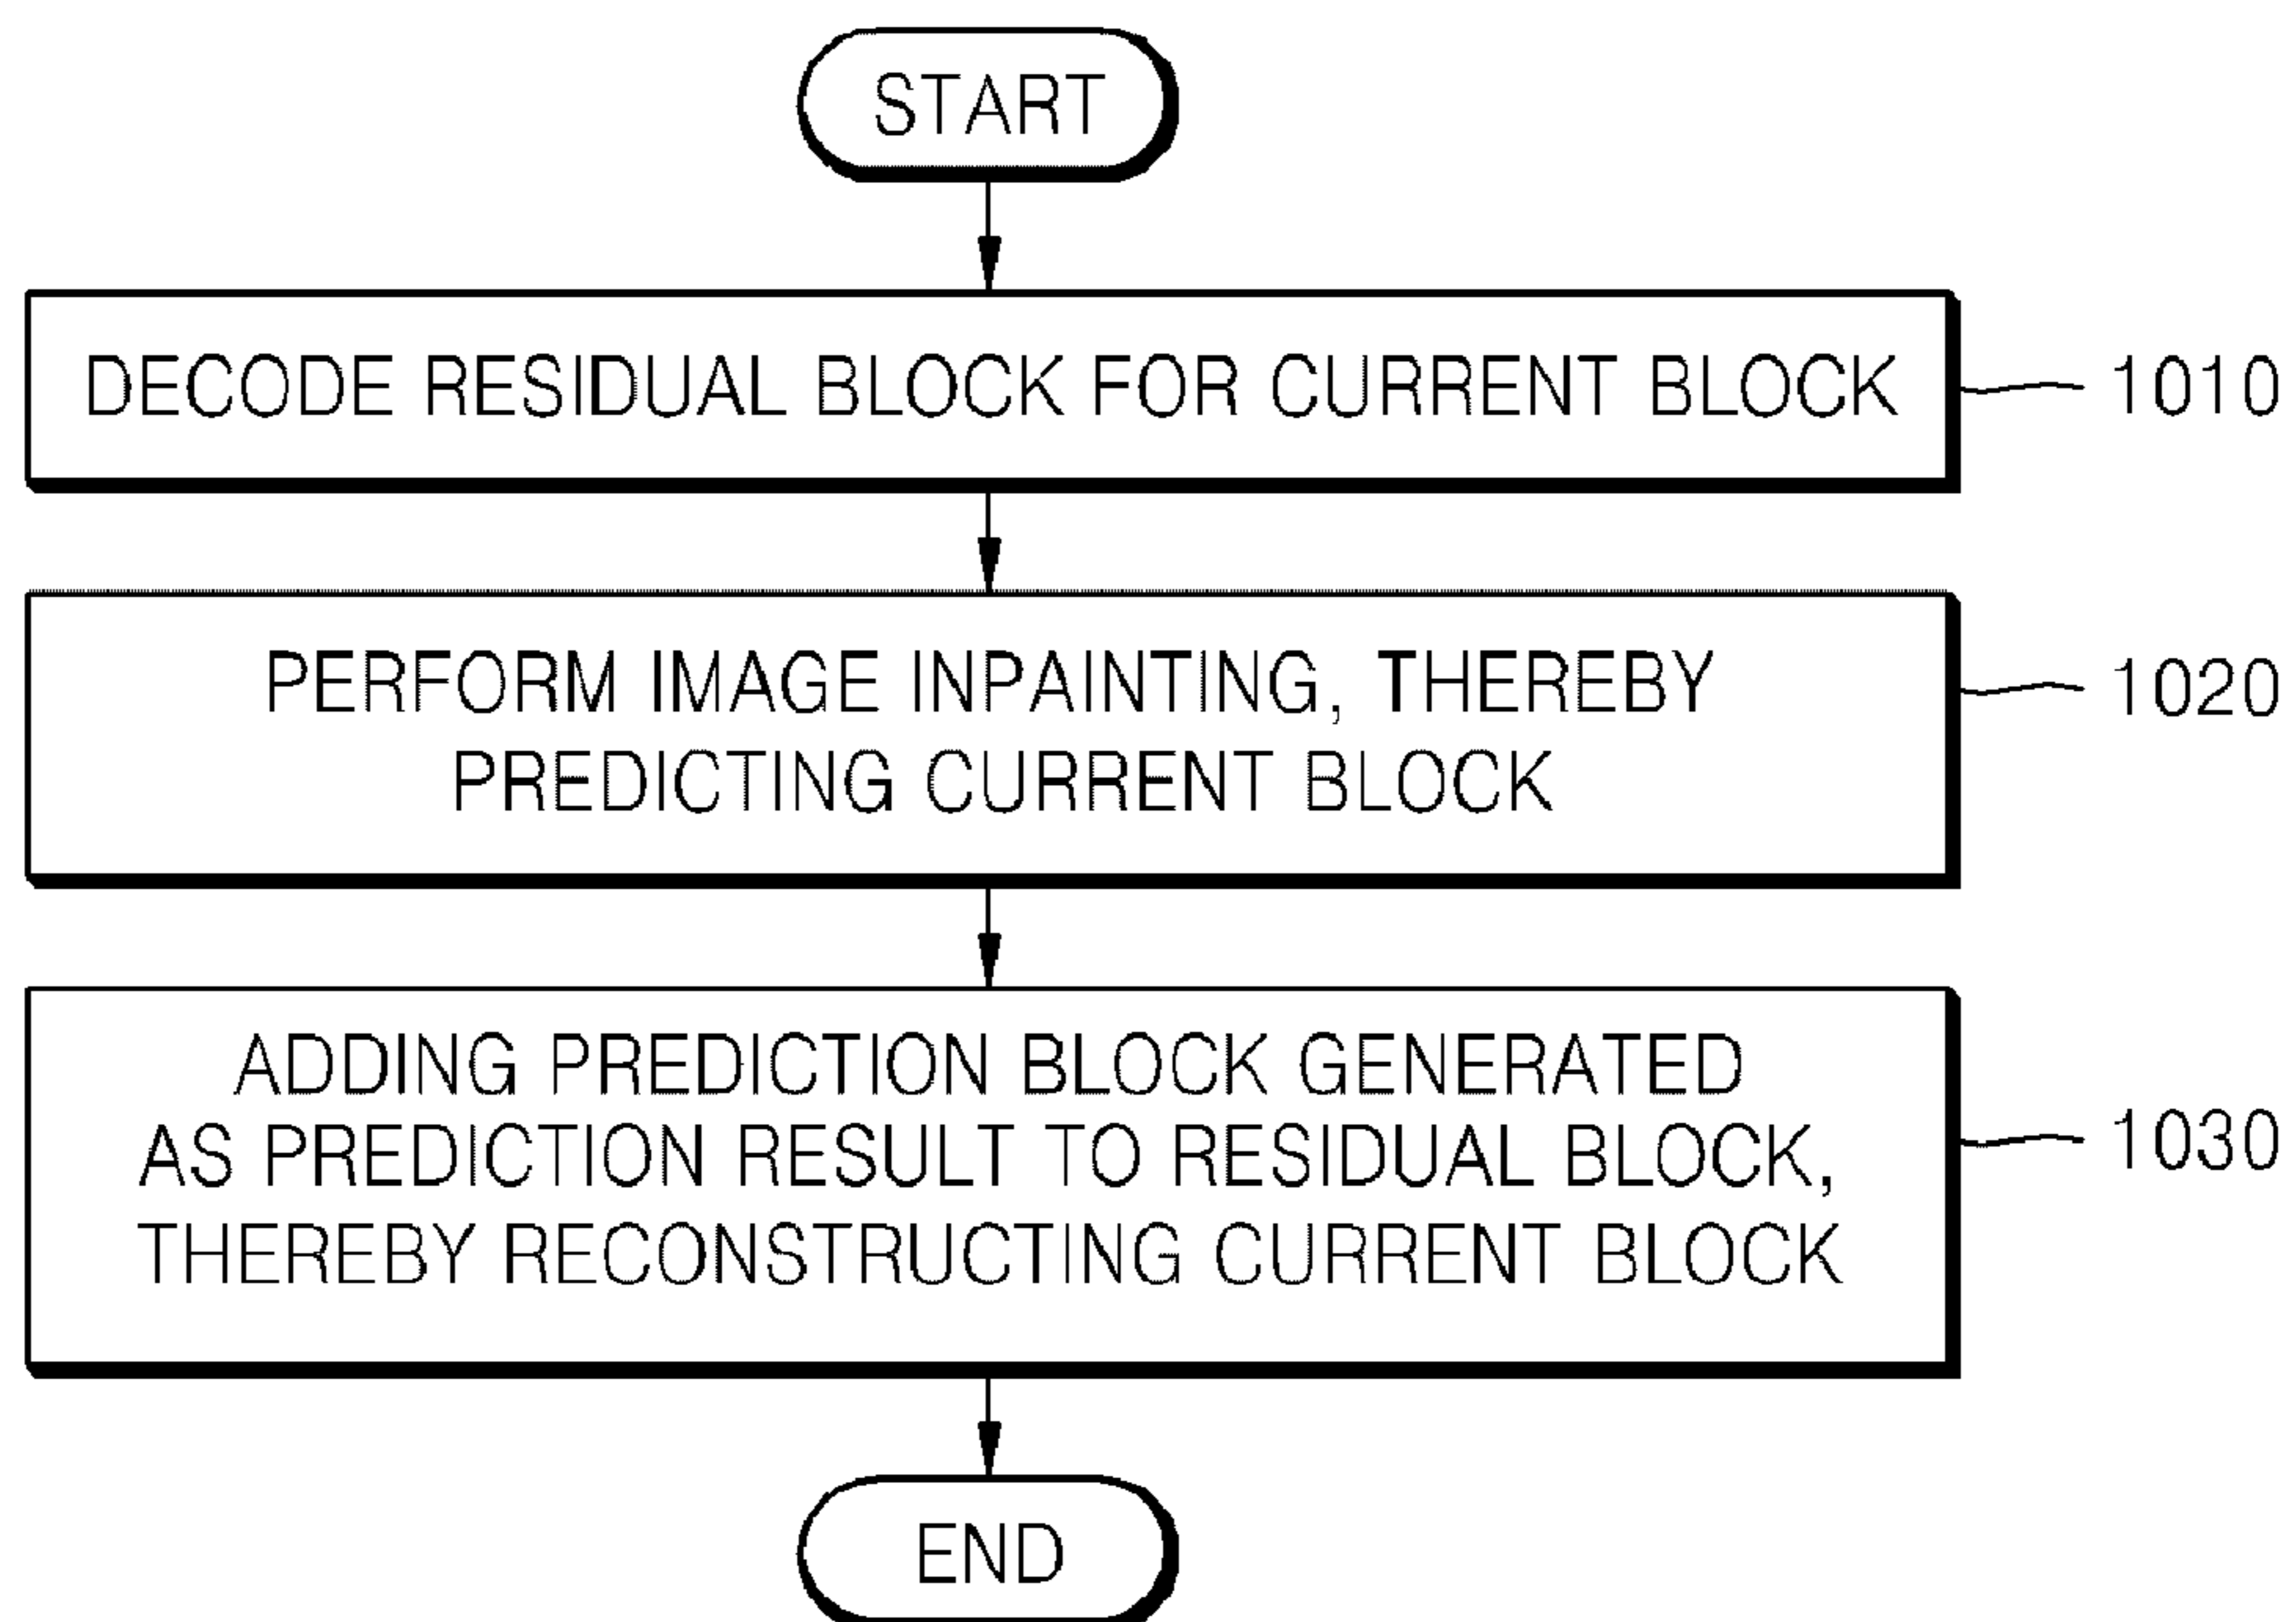 START
DECODE RESIDUAL BLOCK FOR CURRENT BLOCK
1010
PERFORM IMAGE INPAINTING, THEREBY
PREDICTING CURRENT BLOCK
1020
ADDING PREDICTION BLOCK GENERATED
AS PREDICTION RESULT TO RESIDUAL BLOCK,
THEREBY RECONSTRUCTING CURRENT BLOCK
1030
END